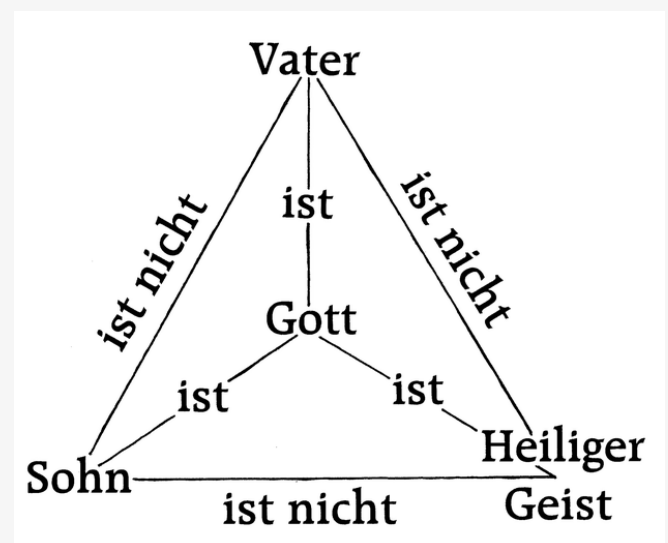 Vater
ist nicht
ist
ist nicht
Gott
ist
ist
Sohn
Heiliger
Geist
ist nicht